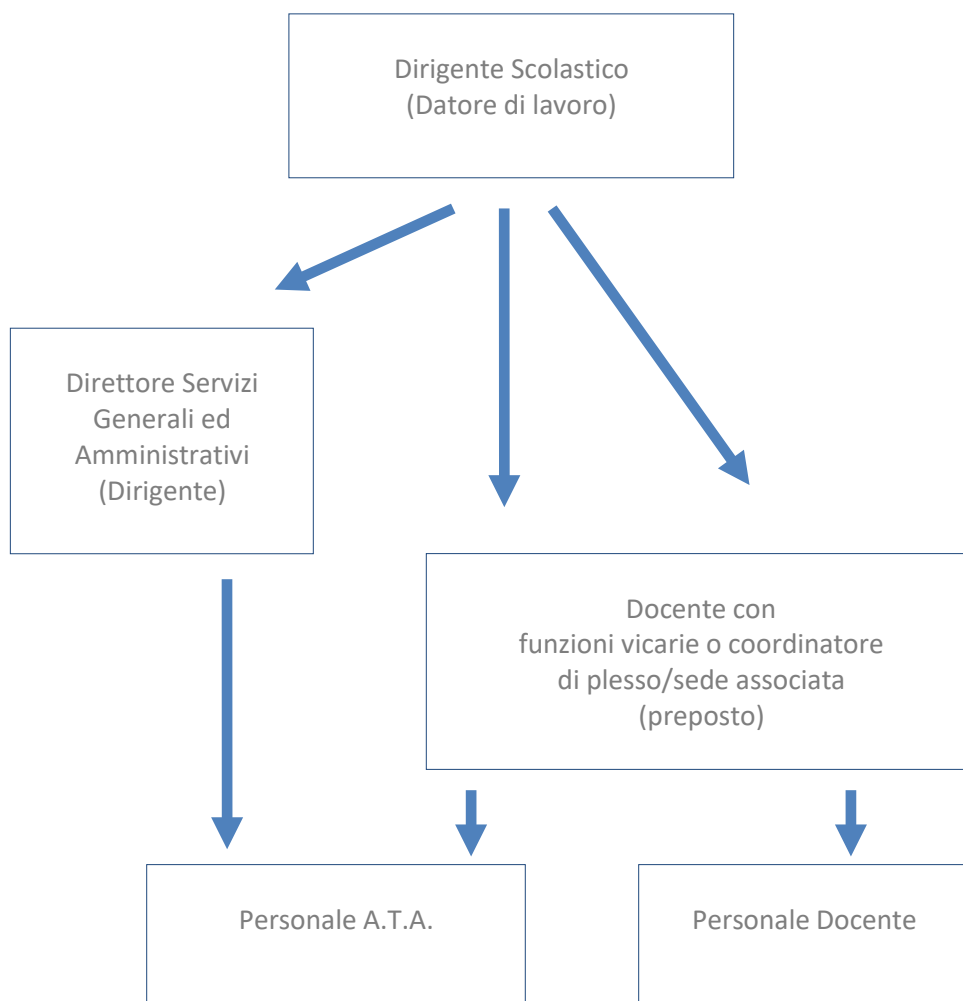 Dirigente Scolastico
(Datore di lavoro)
Direttore Servizi
Generali ed
Amministrativi
(Dirigente)
Docente con
funzioni vicarie o coordinatore
di plesso/sede associata
(preposto)
Personale A.T.A.
Personale Docente